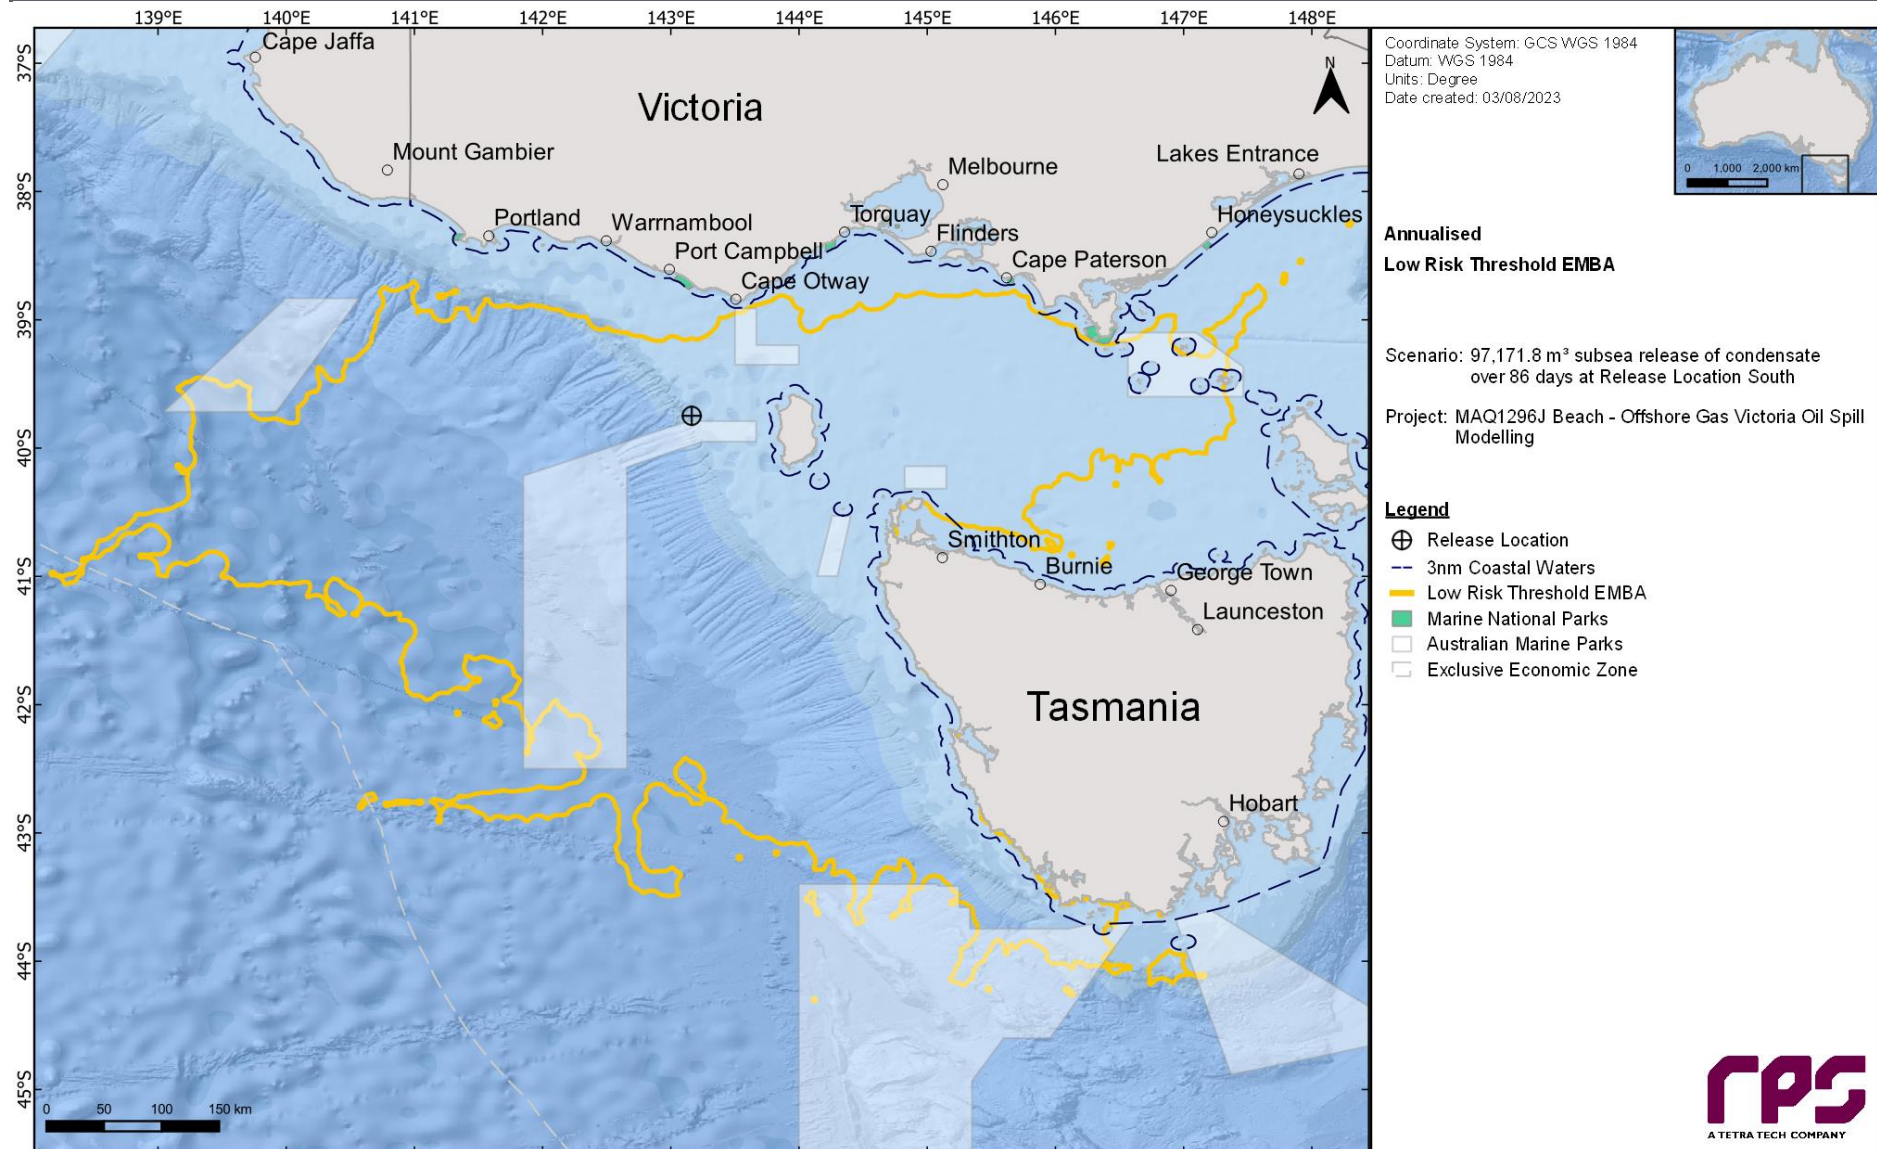 139°E 140°E 141°E 142°E 143°E 144°E 145°E 146°E 147°E 148°E
37°S
38°S
39°S
40°S
41°S
42°S
43°S
44°S
45°S
Cape Jaffa
Victoria
N
Mount Gambier
Melbourne
Lakes Entrance
Portland
Warrnambool
Torquay
Honeysuckles
Port Campbell
Flinders
Cape Otway
Cape Paterson
Smithton
Burnie
George Town
Launceston
Tasmania
Hobart
0 50 100 150 km
Coordinate System: GCS WGS 1984
Datum: WGS 1984
Units: Degree
Date created: 03/08/2023
0 1,000 2,000 km
Annualised
Low Risk Threshold EMBA
Scenario: 97,171.8 m³ subsea release of condensate
over 86 days at Release Location South
Project: MAQ1296J Beach - Offshore Gas Victoria Oil Spill
Modelling
Legend
Release Location
3nm Coastal Waters
Low Risk Threshold EMBA
Marine National Parks
Australian Marine Parks
Exclusive Economic Zone
rps
A TETRA TECH COMPANY